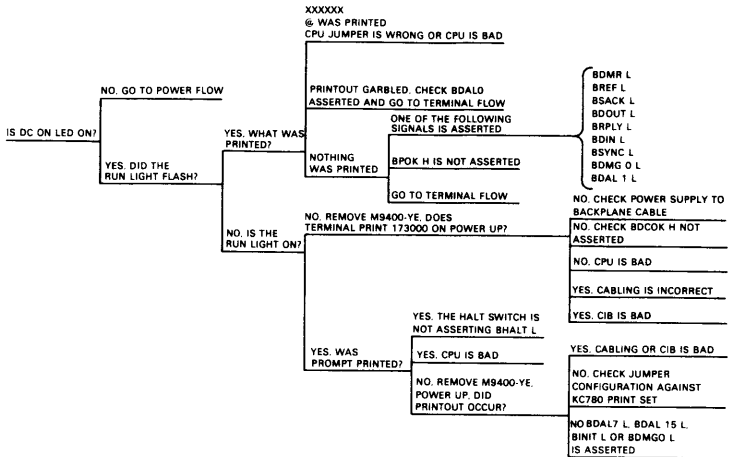 XXXXXX
@ WAS PRINTED
CPU JUMPER IS WRONG OR CPU IS BAD
NO. GO TO POWER FLOW
PRINTOUT GARBLED. CHECK BDAL0
ASSERTED AND GO TO TERMINAL FLOW
ONE OF THE FOLLOWING
SIGNALS IS ASSERTED
BDMR L
BREF L
BSACK L
BDOUT L
BRPLY L
BDIN L
BSYNC L
BDMG O L
BDAL 1 L
IS DC ON LED ON?
YES. WHAT WAS
PRINTED?
YES. DID THE
RUN LIGHT FLASH?
NOTHING
WAS PRINTED
BPOK H IS NOT ASSERTED
GO TO TERMINAL FLOW
NO. IS THE
RUN LIGHT ON?
NO. REMOVE M9400-YE. DOES
TERMINAL PRINT 173000 ON POWER UP?
NO. CHECK POWER SUPPLY TO
BACKPLANE CABLE
NO. CHECK BDCOK H NOT
ASSERTED
NO. CPU IS BAD
YES. CABLING IS INCORRECT
YES. CIB IS BAD
YES. WAS
PROMPT PRINTED?
YES. THE HALT SWITCH IS
NOT ASSERTING BHALT L
YES. CPU IS BAD
NO. REMOVE M9400-YE,
POWER UP. DID
PRINTOUT OCCUR?
YES. CABLING OR CIB IS BAD
NO. CHECK JUMPER
CONFIGURATION AGAINST
KC780 PRINT SET
NO BDAL7 L, BDAL 15 L,
BINIT L OR BDMGO L
IS ASSERTED